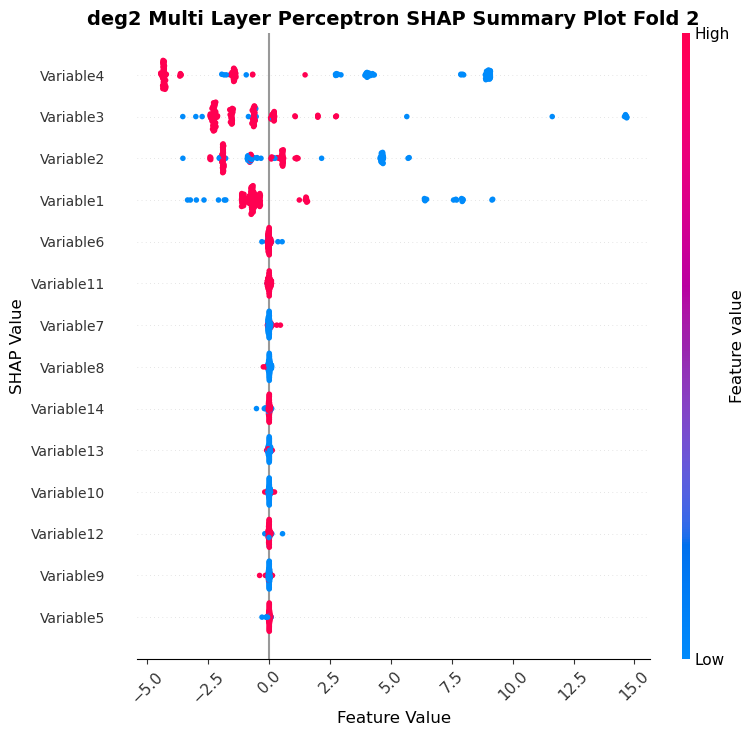 deg2 Multi Layer Perceptron SHAP Summary Plot Fold 2
High
Variable4
Variable3
Variable2
Variable1
Variable6
Variable11
Variable7
Variable8
Variable14
Variable13
Variable10
Variable12
Variable9
Variable5
SHAP Value
Feature value
Low
−5.0
−2.5
0.0
2.5
5.0
7.5
10.0
12.5
15.0
Feature Value